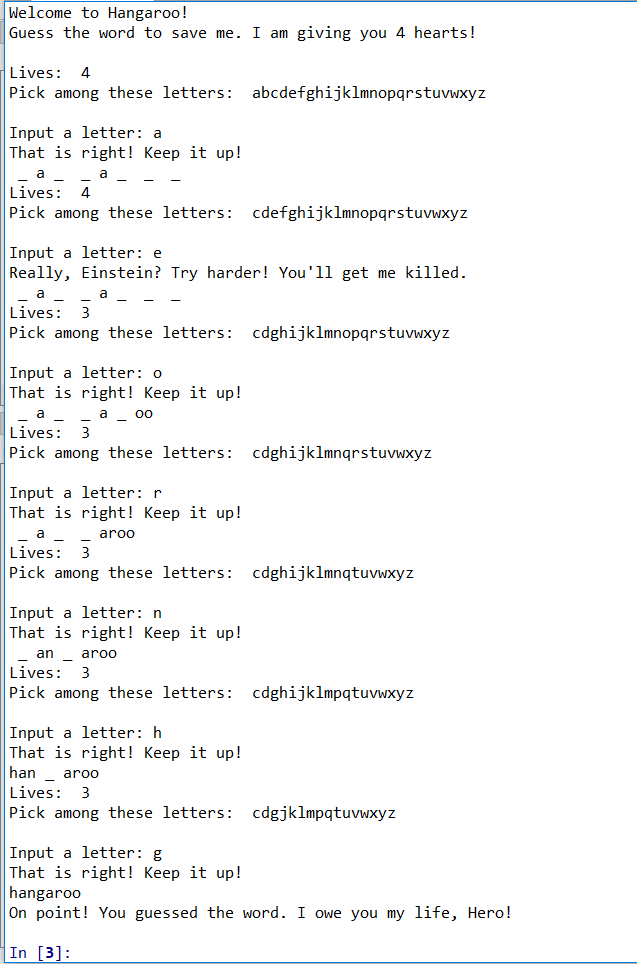 Welcome to Hangaroo!
Guess the word to save me. I am giving you 4 hearts!
Lives:  4
Pick among these letters:  abcdefghijklmnopqrstuvwxyz
Input a letter: a
That is right! Keep it up!
 _ a _  _ a _  _  _
Lives:  4
Pick among these letters:  cdefghijklmnopqrstuvwxyz
Input a letter: e
Really, Einstein? Try harder! You'll get me killed.
 _ a _  _ a _  _  _
Lives:  3
Pick among these letters:  cdghijklmnopqrstuvwxyz
Input a letter: o
That is right! Keep it up!
 _ a _  _ a _ oo
Lives:  3
Pick among these letters:  cdghijklmnqrstuvwxyz
Input a letter: r
That is right! Keep it up!
 _ a _  _ aroo
Lives:  3
Pick among these letters:  cdghijklmnqtuvwxyz
Input a letter: n
That is right! Keep it up!
 _ an _ aroo
Lives:  3
Pick among these letters:  cdghijklmpqtuvwxyz
Input a letter: h
That is right! Keep it up!
han _ aroo
Lives:  3
Pick among these letters:  cdgjklmpqtuvwxyz
Input a letter: g
That is right! Keep it up!
hangaroo
On point! You guessed the word. I owe you my life, Hero!
In [3]: